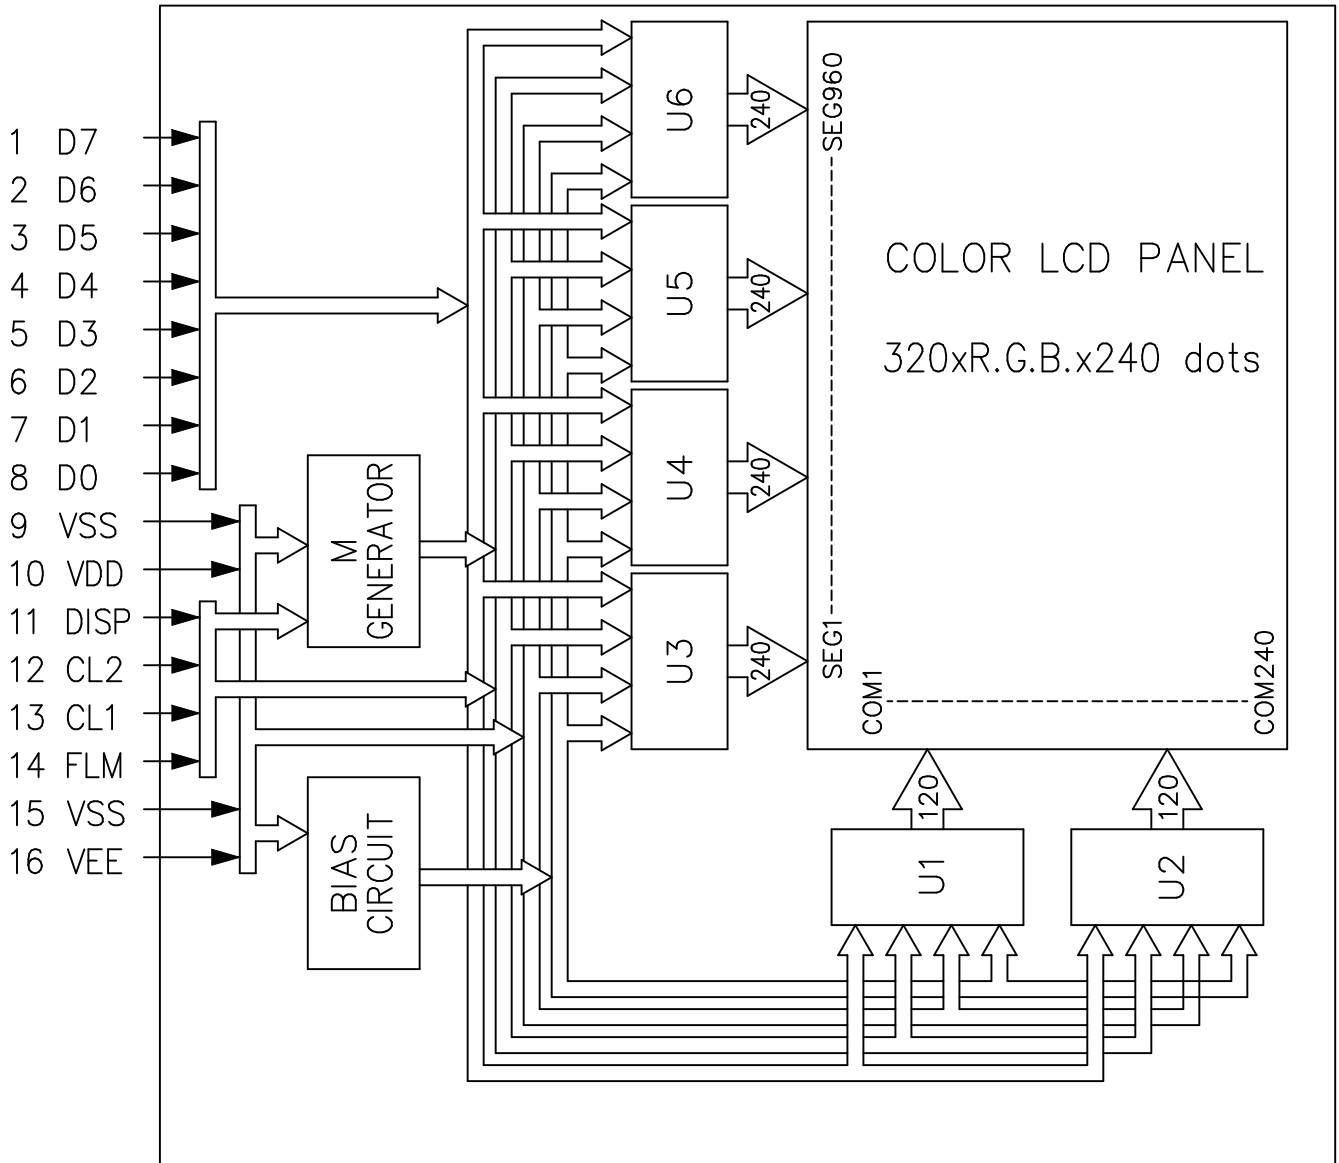 1 D7
2 D6
3 D5
4 D4
5 D3
6 D2
7 D1
8 D0
9 VSS
10 VDD
11 DISP
12 CL2
13 CL1
14 FLM
15 VSS
16 VEE
M
GENERATOR
BIAS
CIRCUIT
U6
U5
U4
U3
240
240
240
240
SEG960
SEG1
COLOR LCD PANEL
320xR.G.B.x240 dots
COM1
COM240
120
120
U1
U2